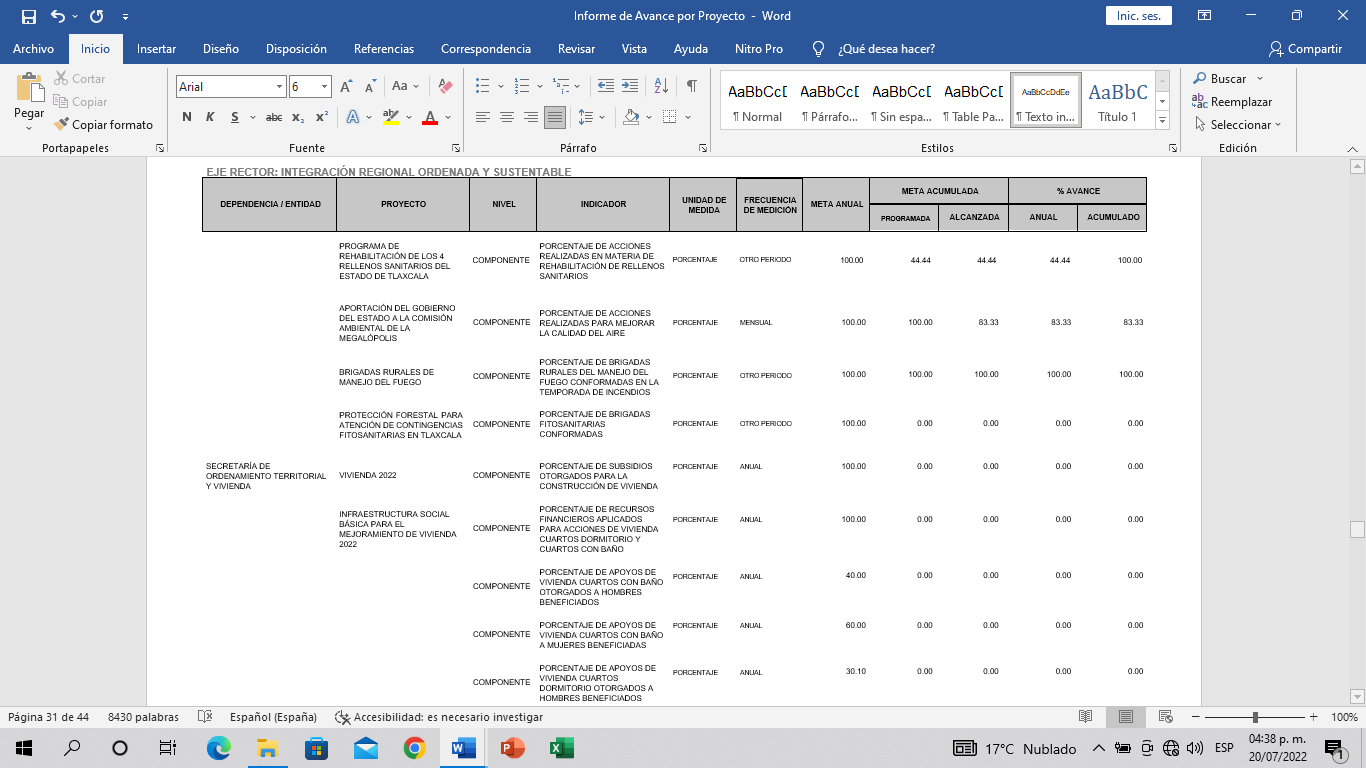 Informe de Avance por Proyecto - Word
Inic. ses.
Archivo Inicio Insertar Diseño Disposición Referencias Correspondencia Revisar Vista Ayuda Nitro Pro ¿Qué desea hacer? Compartir
Pegar
Cortar
Copiar
Copiar formato
Portapapeles
Arial 6
Aa
N K S abc x₂ x² A ab A
Fuente
Párrafo
AaBbCcD AaBbCcD AaBbCcD AaBbCcD AaBbCcDdEe AaBbC
¶ Normal ¶ Párrafo... ¶ Sin espa... ¶ Table Pa... ¶ Texto in... Título 1
Estilos
Buscar
Reemplazar
Seleccionar
Edición
EJE RECTOR: INTEGRACIÓN REGIONAL ORDENADA Y SUSTENTABLE
DEPENDENCIA / ENTIDAD
PROYECTO
NIVEL
INDICADOR
UNIDAD DE
MEDIDA
FRECUENCIA
DE MEDICIÓN
META ANUAL
META ACUMULADA
% AVANCE
PROGRAMADA
ALCANZADA
ANUAL
ACUMULADO
PROGRAMA DE
REHABILITACIÓN DE LOS 4
RELLENOS SANITARIOS DEL
ESTADO DE TLAXCALA
COMPONENTE
PORCENTAJE DE ACCIONES
REALIZADAS EN MATERIA DE
REHABILITACIÓN DE RELLENOS
SANITARIOS
PORCENTAJE OTRO PERIODO 100.00 44.44 44.44 44.44 100.00
APORTACIÓN DEL GOBIERNO
DEL ESTADO A LA COMISIÓN
AMBIENTAL DE LA
MEGALÓPOLIS
COMPONENTE
PORCENTAJE DE ACCIONES
REALIZADAS PARA MEJORAR
LA CALIDAD DEL AIRE
PORCENTAJE MENSUAL 100.00 100.00 83.33 83.33 83.33
BRIGADAS RURALES DE
MANEJO DEL FUEGO
COMPONENTE
PORCENTAJE DE BRIGADAS
RURALES DEL MANEJO DEL
FUEGO CONFORMADAS EN LA
TEMPORADA DE INCENDIOS
PORCENTAJE OTRO PERIODO 100.00 100.00 100.00 100.00 100.00
PROTECCIÓN FORESTAL PARA
ATENCIÓN DE CONTINGENCIAS
FITOSANITARIAS EN TLAXCALA
COMPONENTE
PORCENTAJE DE BRIGADAS
FITOSANITARIAS
CONFORMADAS
PORCENTAJE OTRO PERIODO 100.00 0.00 0.00 0.00 0.00
SECRETARÍA DE
ORDENAMIENTO TERRITORIAL
Y VIVIENDA
VIVIENDA 2022
COMPONENTE
PORCENTAJE DE SUBSIDIOS
OTORGADOS PARA LA
CONSTRUCCIÓN DE VIVIENDA
PORCENTAJE ANUAL 100.00 0.00 0.00 0.00 0.00
INFRAESTRUCTURA SOCIAL
BÁSICA PARA EL
MEJORAMIENTO DE VIVIENDA
2022
COMPONENTE
PORCENTAJE DE RECURSOS
FINANCIEROS APLICADOS
PARA ACCIONES DE VIVIENDA
CUARTOS DORMITORIO Y
CUARTOS CON BAÑO
PORCENTAJE ANUAL 100.00 0.00 0.00 0.00 0.00
COMPONENTE
PORCENTAJE DE APOYOS DE
VIVIENDA CUARTOS CON BAÑO
OTORGADOS A HOMBRES
BENEFICIADOS
PORCENTAJE ANUAL 40.00 0.00 0.00 0.00 0.00
COMPONENTE
PORCENTAJE DE APOYOS DE
VIVIENDA CUARTOS CON BAÑO
A MUJERES BENEFICIADAS
PORCENTAJE ANUAL 60.00 0.00 0.00 0.00 0.00
COMPONENTE
PORCENTAJE DE APOYOS DE
VIVIENDA CUARTOS
DORMITORIO OTORGADOS A
HOMBRES BENEFICIADOS
PORCENTAJE ANUAL 30.10 0.00 0.00 0.00 0.00
Página 31 de 44 8430 palabras Español (España) Accesibilidad: es necesario investigar 100%
17°C Nublado ESP
04:38 p. m.
20/07/2022
1